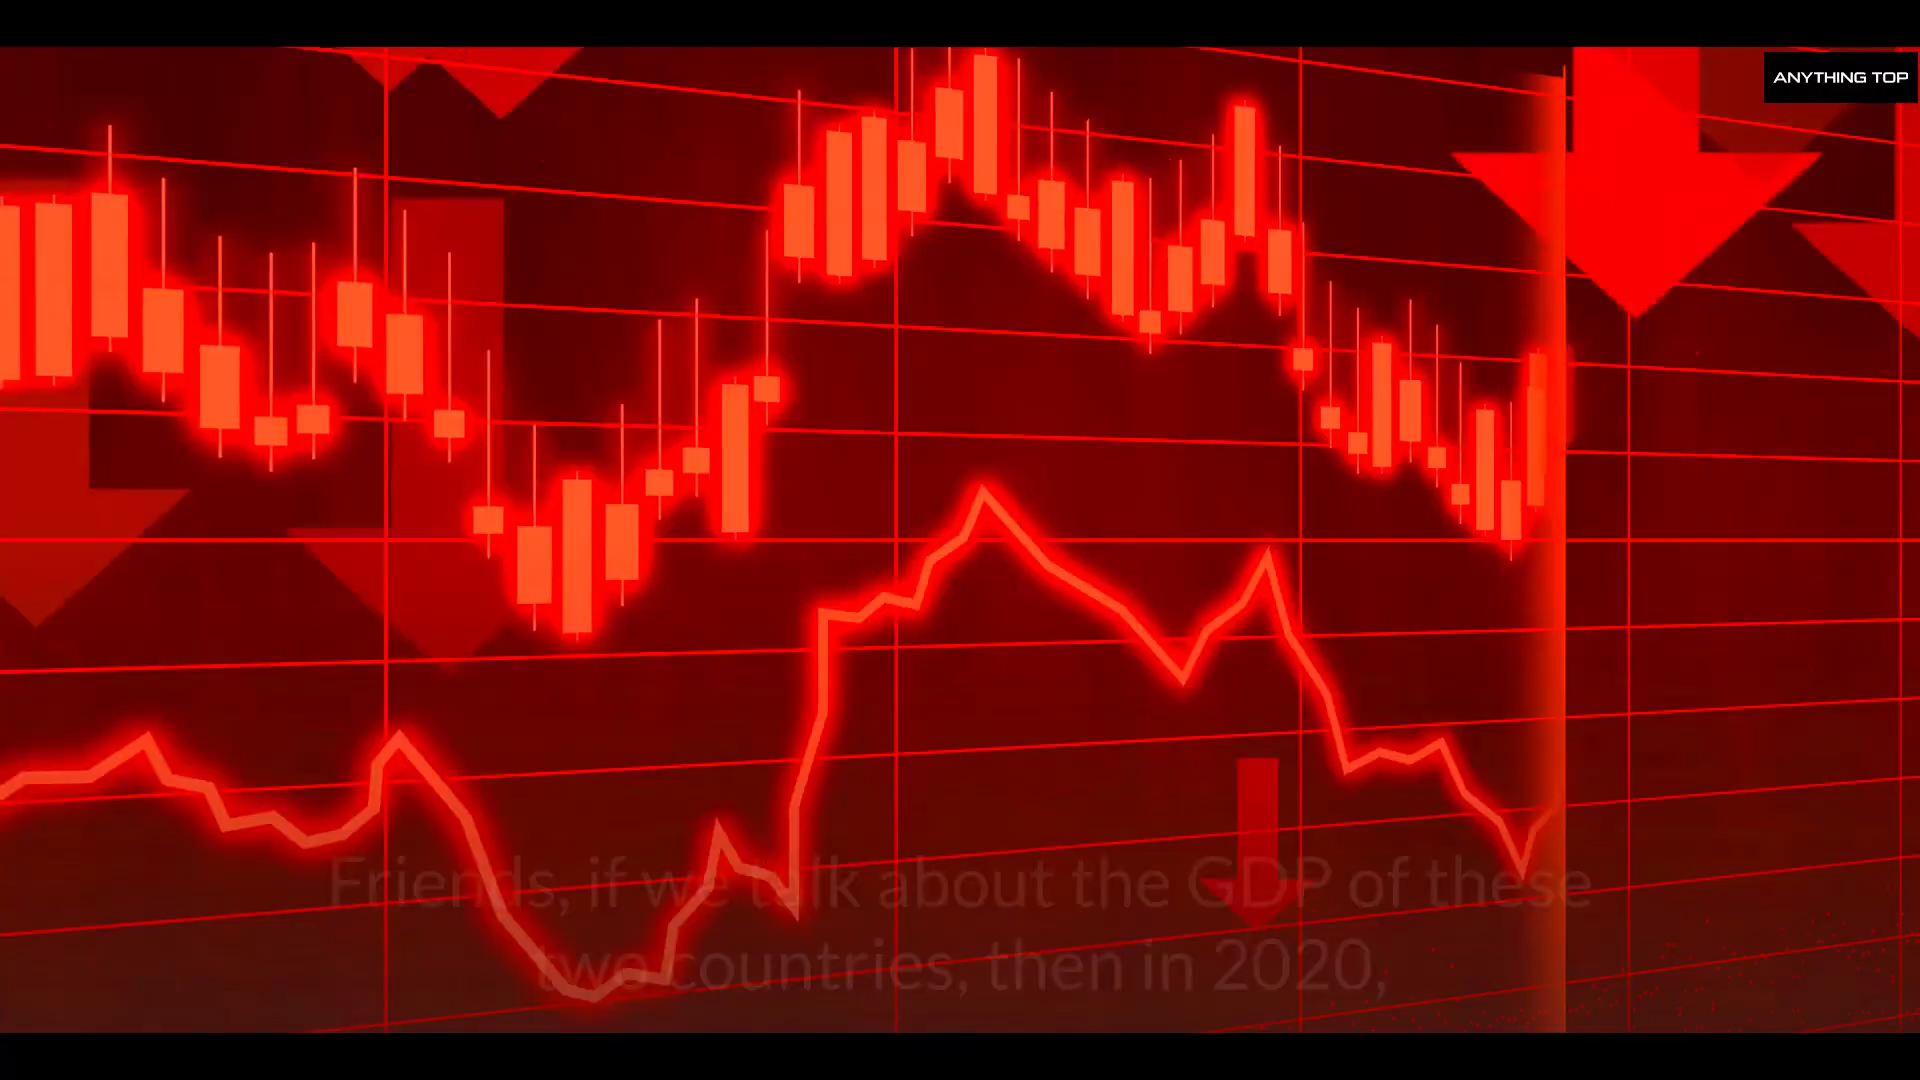 ANYTHING TOP
Friends, if we talk about the GDP of these
two countries, then in 2020,